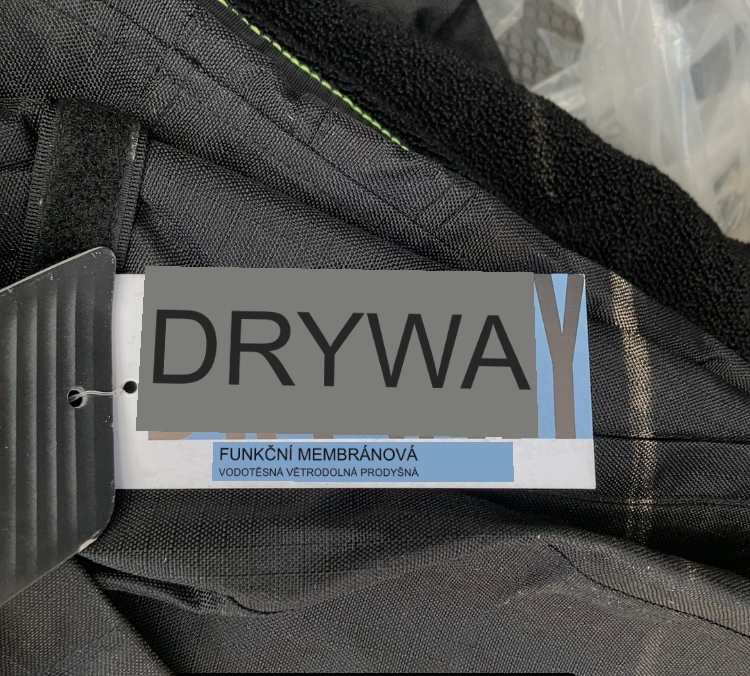 DRYWAY
FUNKČNÍ MEMBRÁNOVÁ
VODOTĚSNÁ VĚTRODOLNÁ PRODYŠNÁ